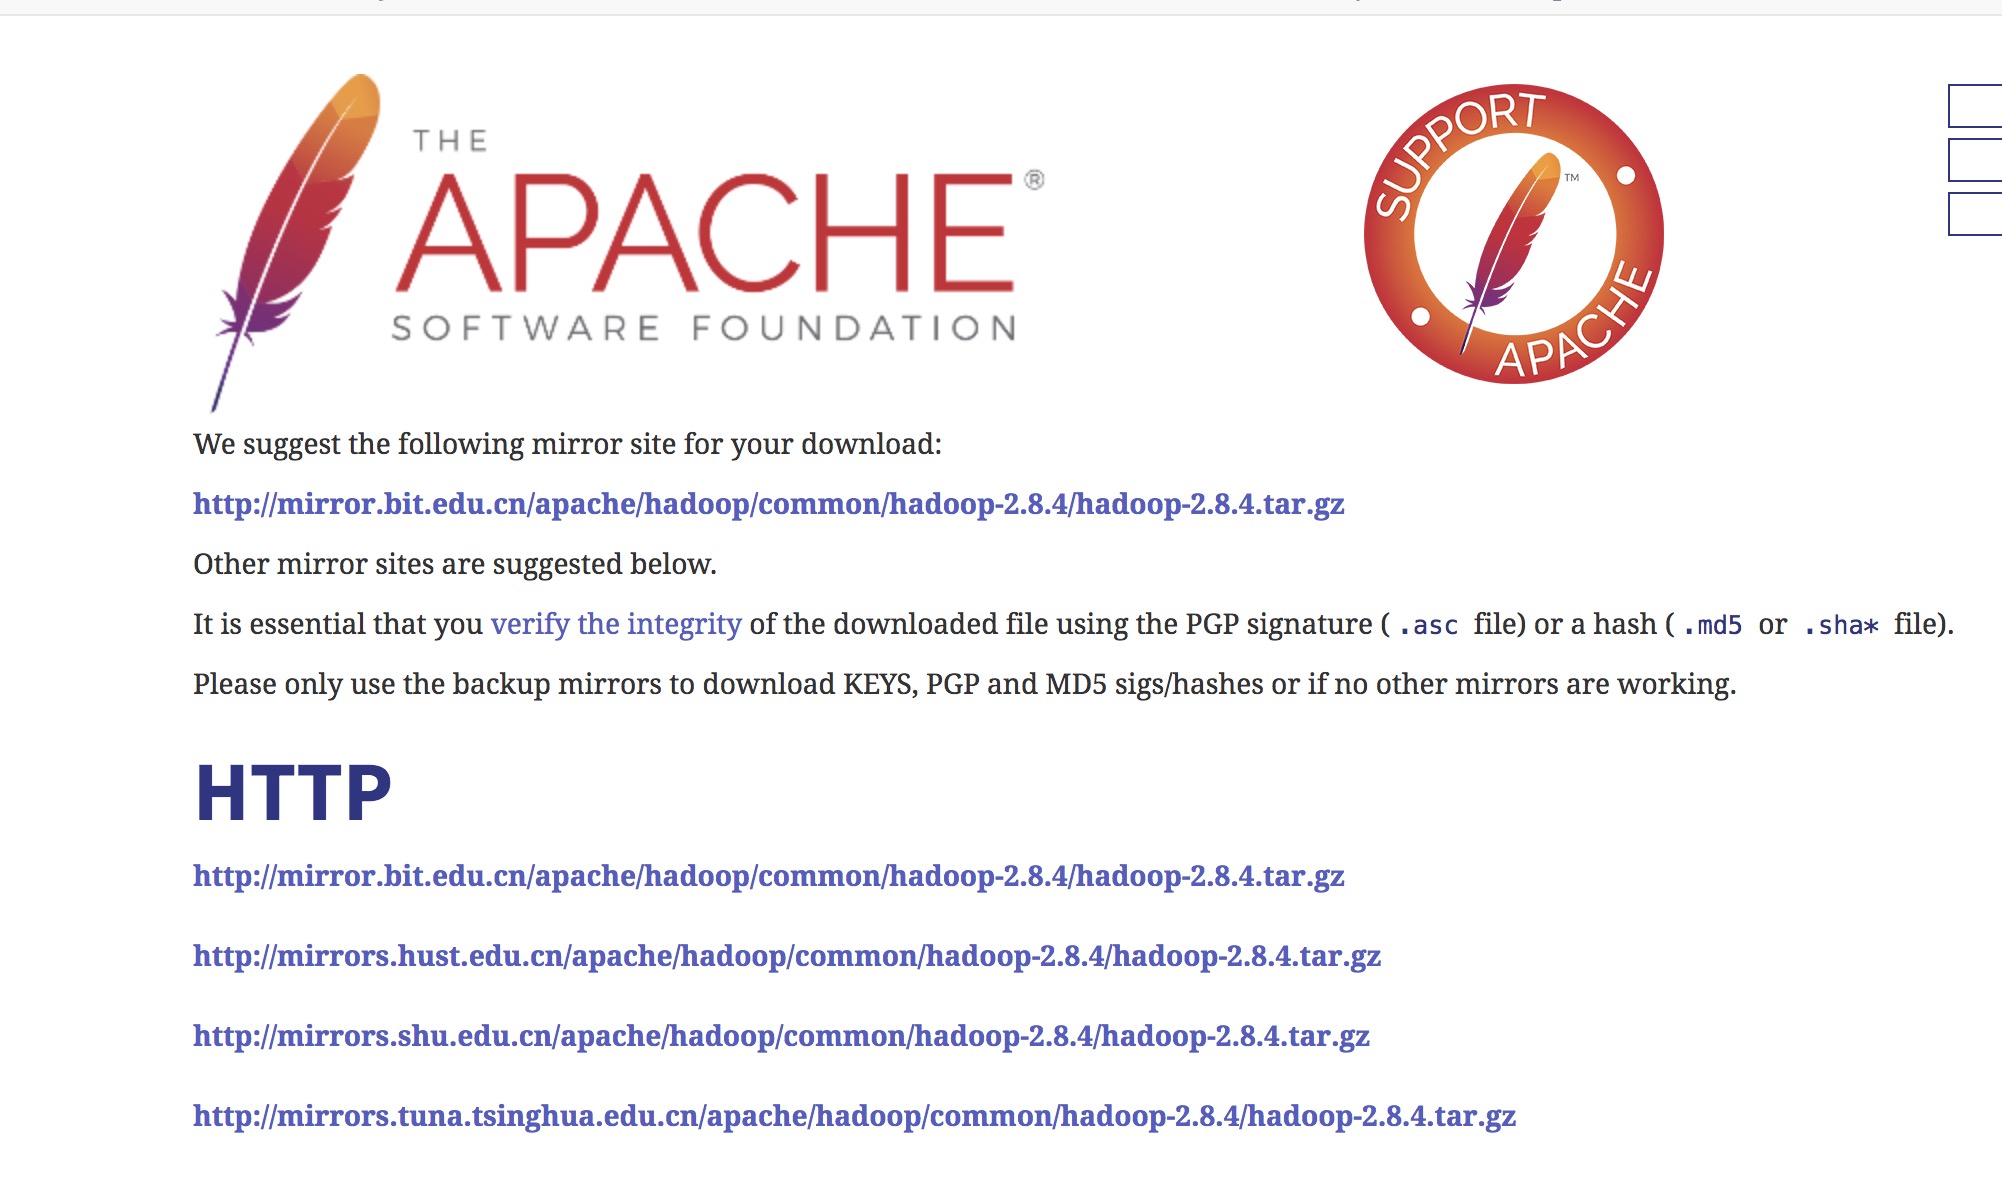 THE
APACHE®
SOFTWARE FOUNDATION
SUPPORT
™
APACHE
We suggest the following mirror site for your download:
http://mirror.bit.edu.cn/apache/hadoop/common/hadoop-2.8.4/hadoop-2.8.4.tar.gz
Other mirror sites are suggested below.
It is essential that you verify the integrity of the downloaded file using the PGP signature ( .asc file) or a hash ( .md5 or .sha* file).
Please only use the backup mirrors to download KEYS, PGP and MD5 sigs/hashes or if no other mirrors are working.
HTTP
http://mirror.bit.edu.cn/apache/hadoop/common/hadoop-2.8.4/hadoop-2.8.4.tar.gz
http://mirrors.hust.edu.cn/apache/hadoop/common/hadoop-2.8.4/hadoop-2.8.4.tar.gz
http://mirrors.shu.edu.cn/apache/hadoop/common/hadoop-2.8.4/hadoop-2.8.4.tar.gz
http://mirrors.tuna.tsinghua.edu.cn/apache/hadoop/common/hadoop-2.8.4/hadoop-2.8.4.tar.gz